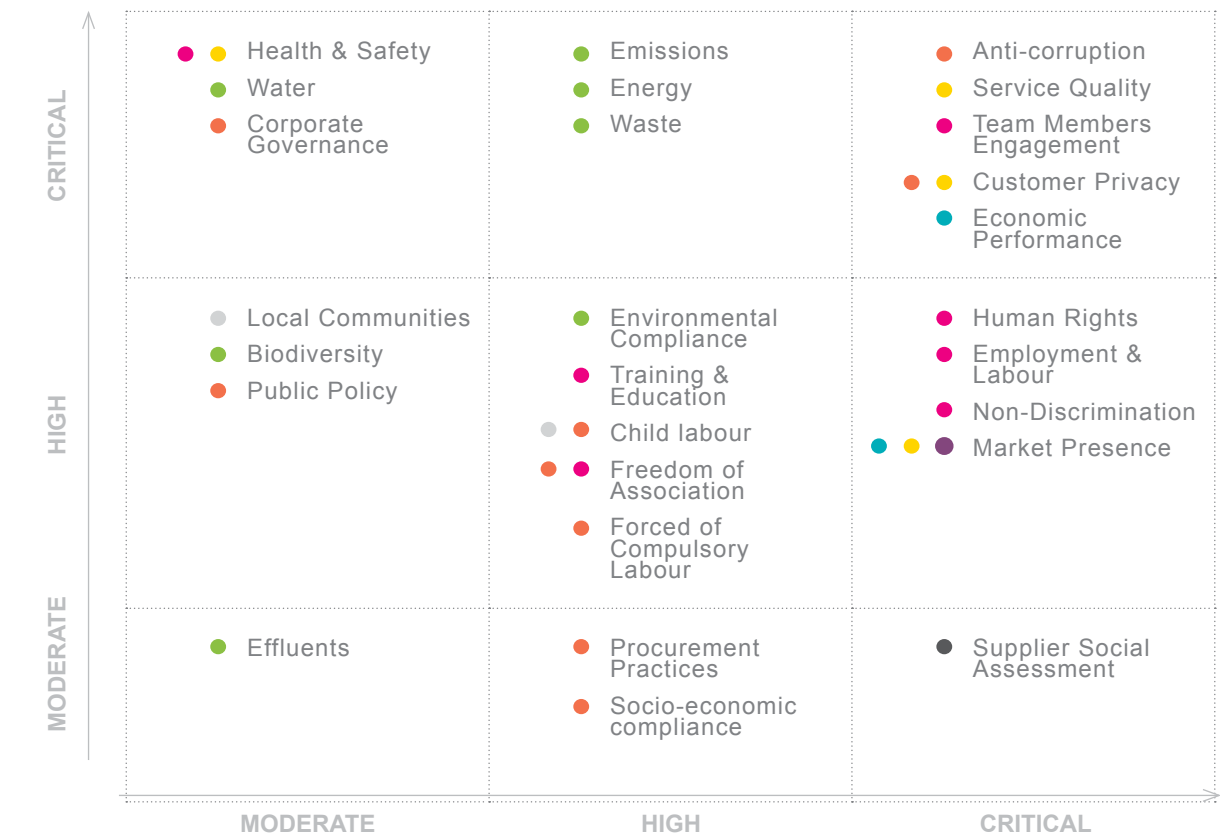 CRITICAL
Health & Safety
Water
Corporate
Governance
Emissions
Energy
Waste
Anti-corruption
Service Quality
Team Members
Engagement
Customer Privacy
Economic
Performance
HIGH
Local Communities
Biodiversity
Public Policy
Environmental
Compliance
Training &
Education
Child labour
Freedom of
Association
Forced of
Compulsory
Labour
Human Rights
Employment &
Labour
Non-Discrimination
Market Presence
MODERATE
Effluents
Procurement
Practices
Socio-economic
compliance
Supplier Social
Assessment
MODERATE
HIGH
CRITICAL